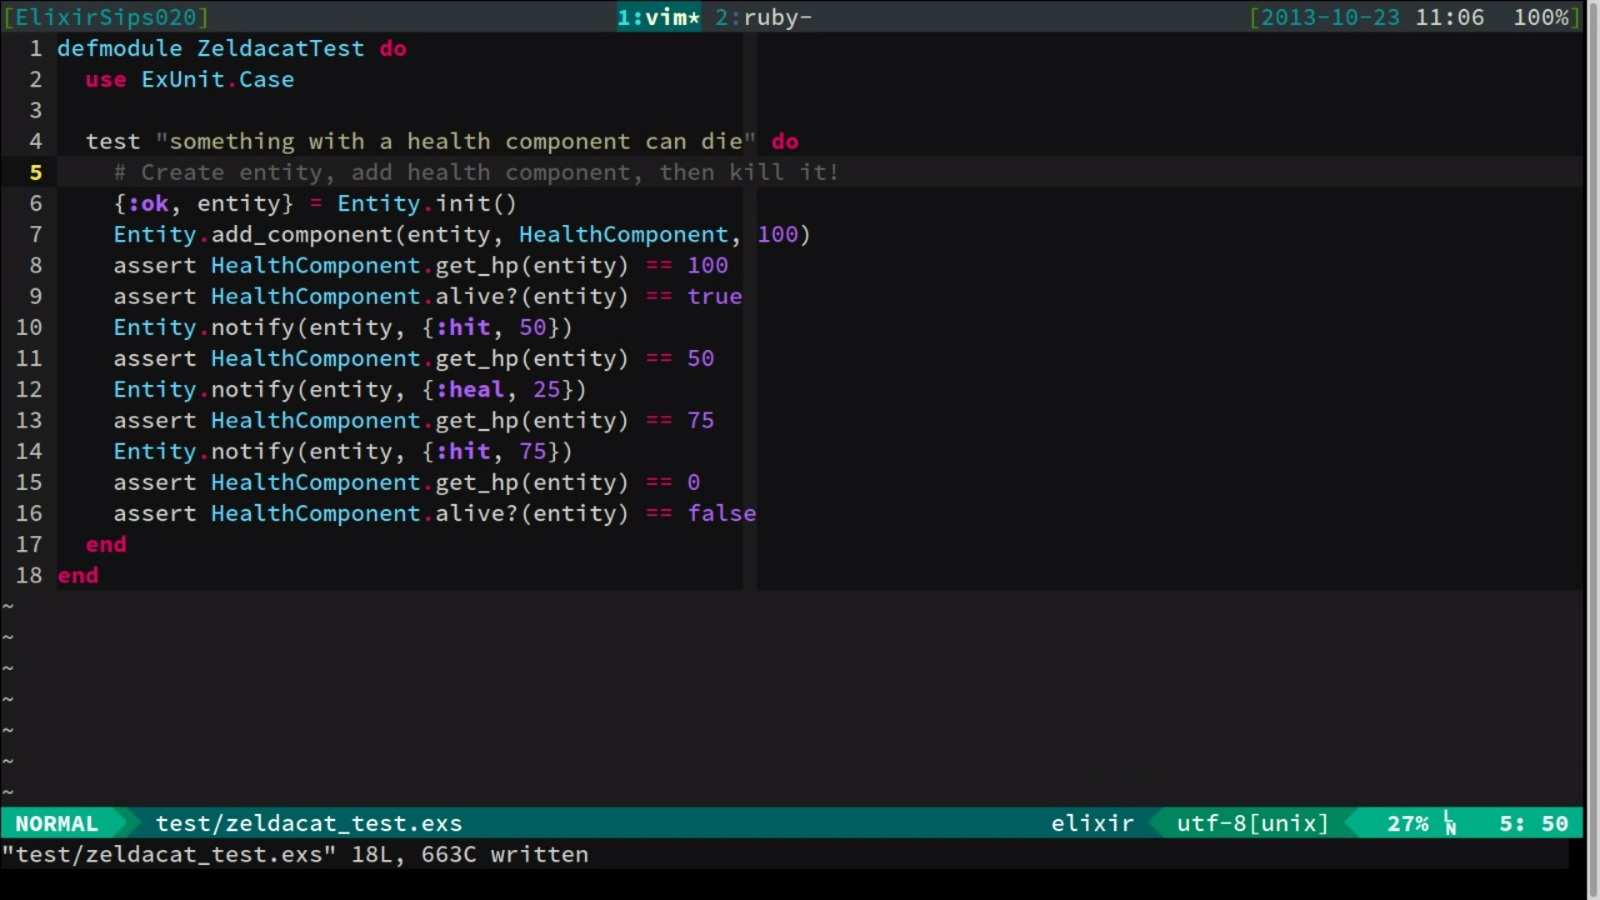 [ElixirSips020] 1:vim* 2:ruby- [2013-10-23 11:06 100%]
1 defmodule ZeldacatTest do
2   use ExUnit.Case
3
4   test "something with a health component can die" do
5     # Create entity, add health component, then kill it!
6     {:ok, entity} = Entity.init()
7     Entity.add_component(entity, HealthComponent, 100)
8     assert HealthComponent.get_hp(entity) == 100
9     assert HealthComponent.alive?(entity) == true
10     Entity.notify(entity, {:hit, 50})
11     assert HealthComponent.get_hp(entity) == 50
12     Entity.notify(entity, {:heal, 25})
13     assert HealthComponent.get_hp(entity) == 75
14     Entity.notify(entity, {:hit, 75})
15     assert HealthComponent.get_hp(entity) == 0
16     assert HealthComponent.alive?(entity) == false
17   end
18 end
~
~
~
~
~
~
~
NORMAL test/zeldacat_test.exs elixir utf-8[unix] 27% LN 5: 50
"test/zeldacat_test.exs" 18L, 663C written